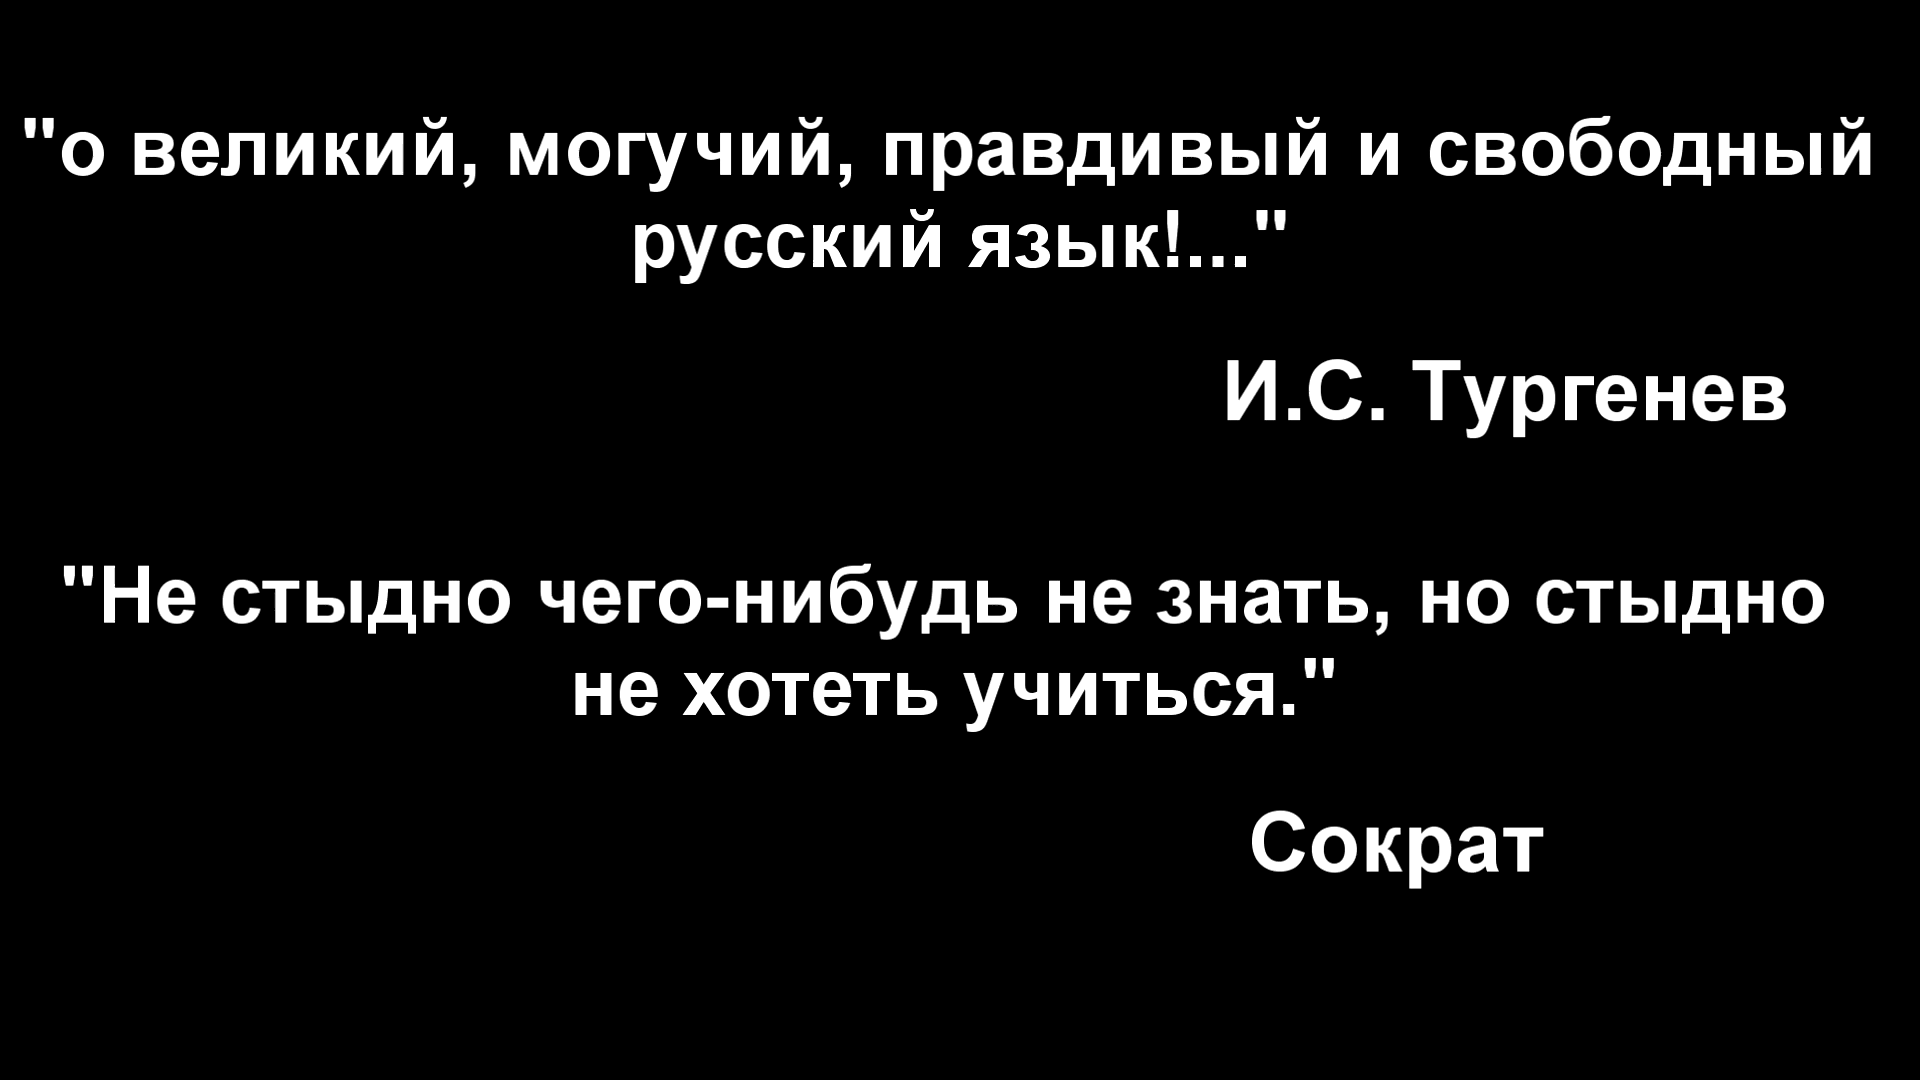 "о великий, могучий, правдивый и свободный
русский язык!..."
И.С. Тургенев
"Не стыдно чего-нибудь не знать, но стыдно
не хотеть учиться."
Сократ